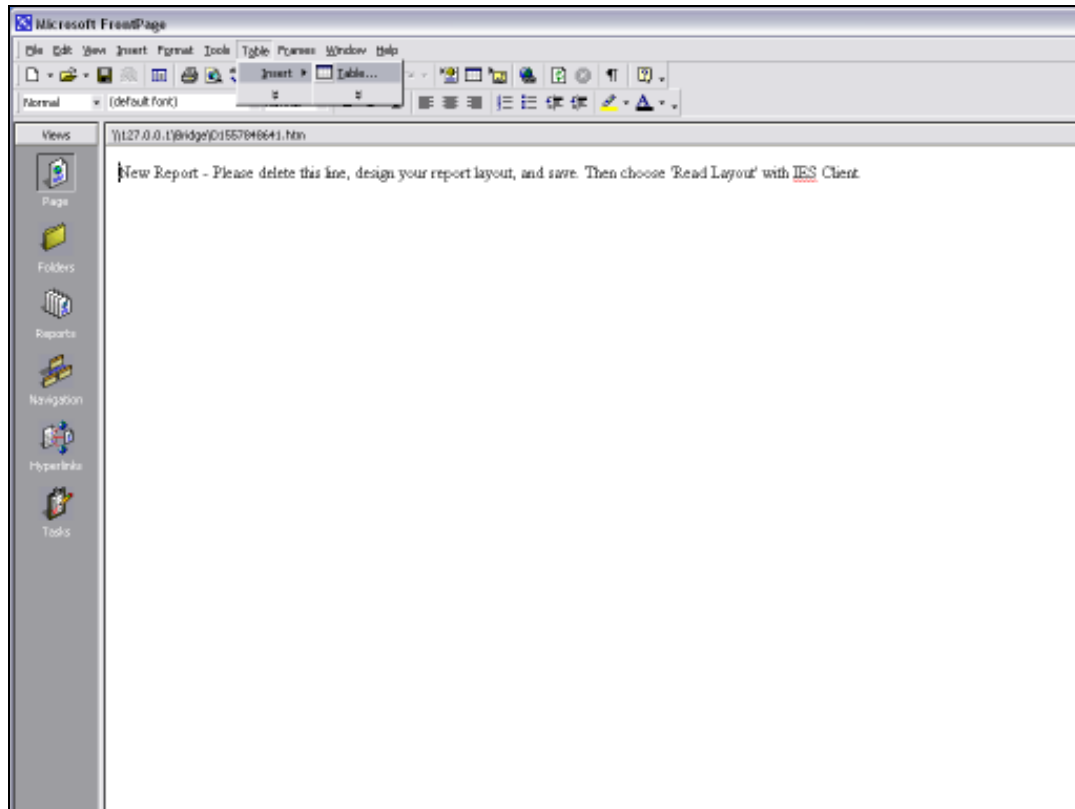 Microsoft FrontPage
File Edit View Insert Format Tools Table Frames Window Help
Insert Table...
Normal (default font)
Views \\127.0.0.1\Bridge\
New Report - Please delete this line, design your report layout, and save. Then choose 'Read Layout' with IES Client.
Page
Folders
Reports
Navigation
Hyperlinks
Tasks